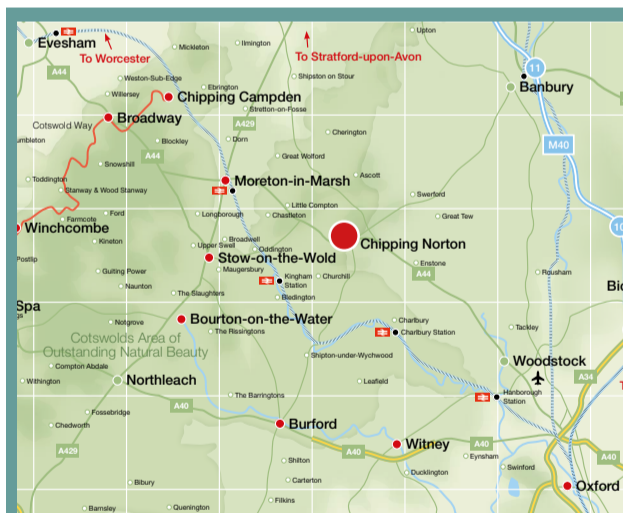 Upton
Mickleton
Ilmington
Evesham
To Worcester
To Stratford-upon-Avon
11
A44
Weston-Sub-Edge
Shipston on Stour
Willersey
Ebrington
Banbury
Chipping Campden
Stretton-on-Fosse
Broadway
Cotswold Way
A429
Cherington
umbleton
Blockley
Dorn
M40
A44
Great Wolford
Snowshill
Ascott
Toddington
Moreton-in-Marsh
Stanway & Wood Stanway
Swerford
Little Compton
Ford
Longborough
Chastleton
Great Tew
Farmcote
10
Winchcombe
Kineton
Broadwell
Chipping Norton
Upper Swell
Oddington
Postlip
Stow-on-the-Wold
Enstone
Guiting Power
Maugersbury
Kingham
Station
Churchill
A44
Rousham
Naunton
Bic
The Slaughters
Bledington
Spa
gs
Notgrove
Bourton-on-the-Water
Charlbury
The Rissingtons
Charlbury Station
Tackley
Cotswolds Area of
Outstanding Natural Beauty
Shipton-under-Wychwood
Woodstock
Compton Abdale
Withington
Northleach
Leafield
A34
The Barringtons
Hanborough
Station
T
A40
Fossebridge
Chedworth
Burford
Witney
A40
A429
A40
A40
Eynsham
Shilton
Ducklington
Swinford
Bibury
Carterton
Oxford
Filkins
Barnsley
Quenington